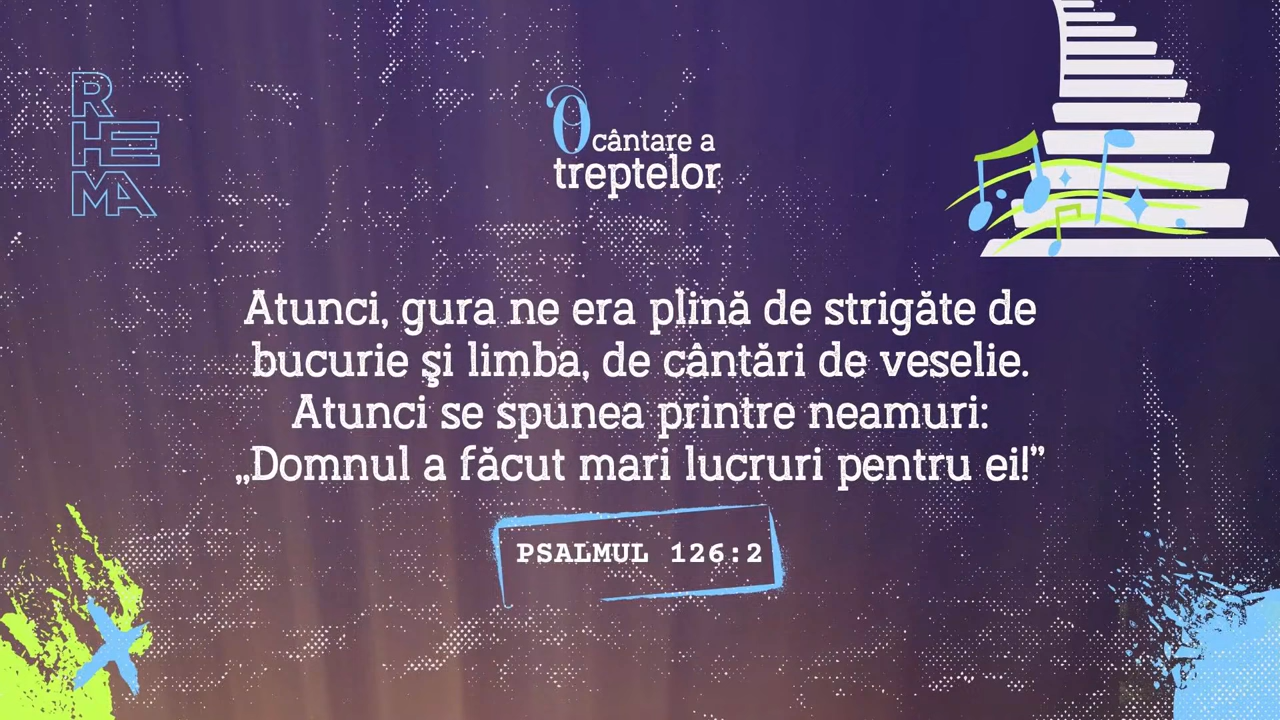 RHEMA
O cântare a
treptelor
Atunci, gura ne era plină de strigăte de
bucurie şi limba, de cântări de veselie.
Atunci se spunea printre neamuri:
„Domnul a făcut mari lucruri pentru ei!”
PSALMUL 126:2